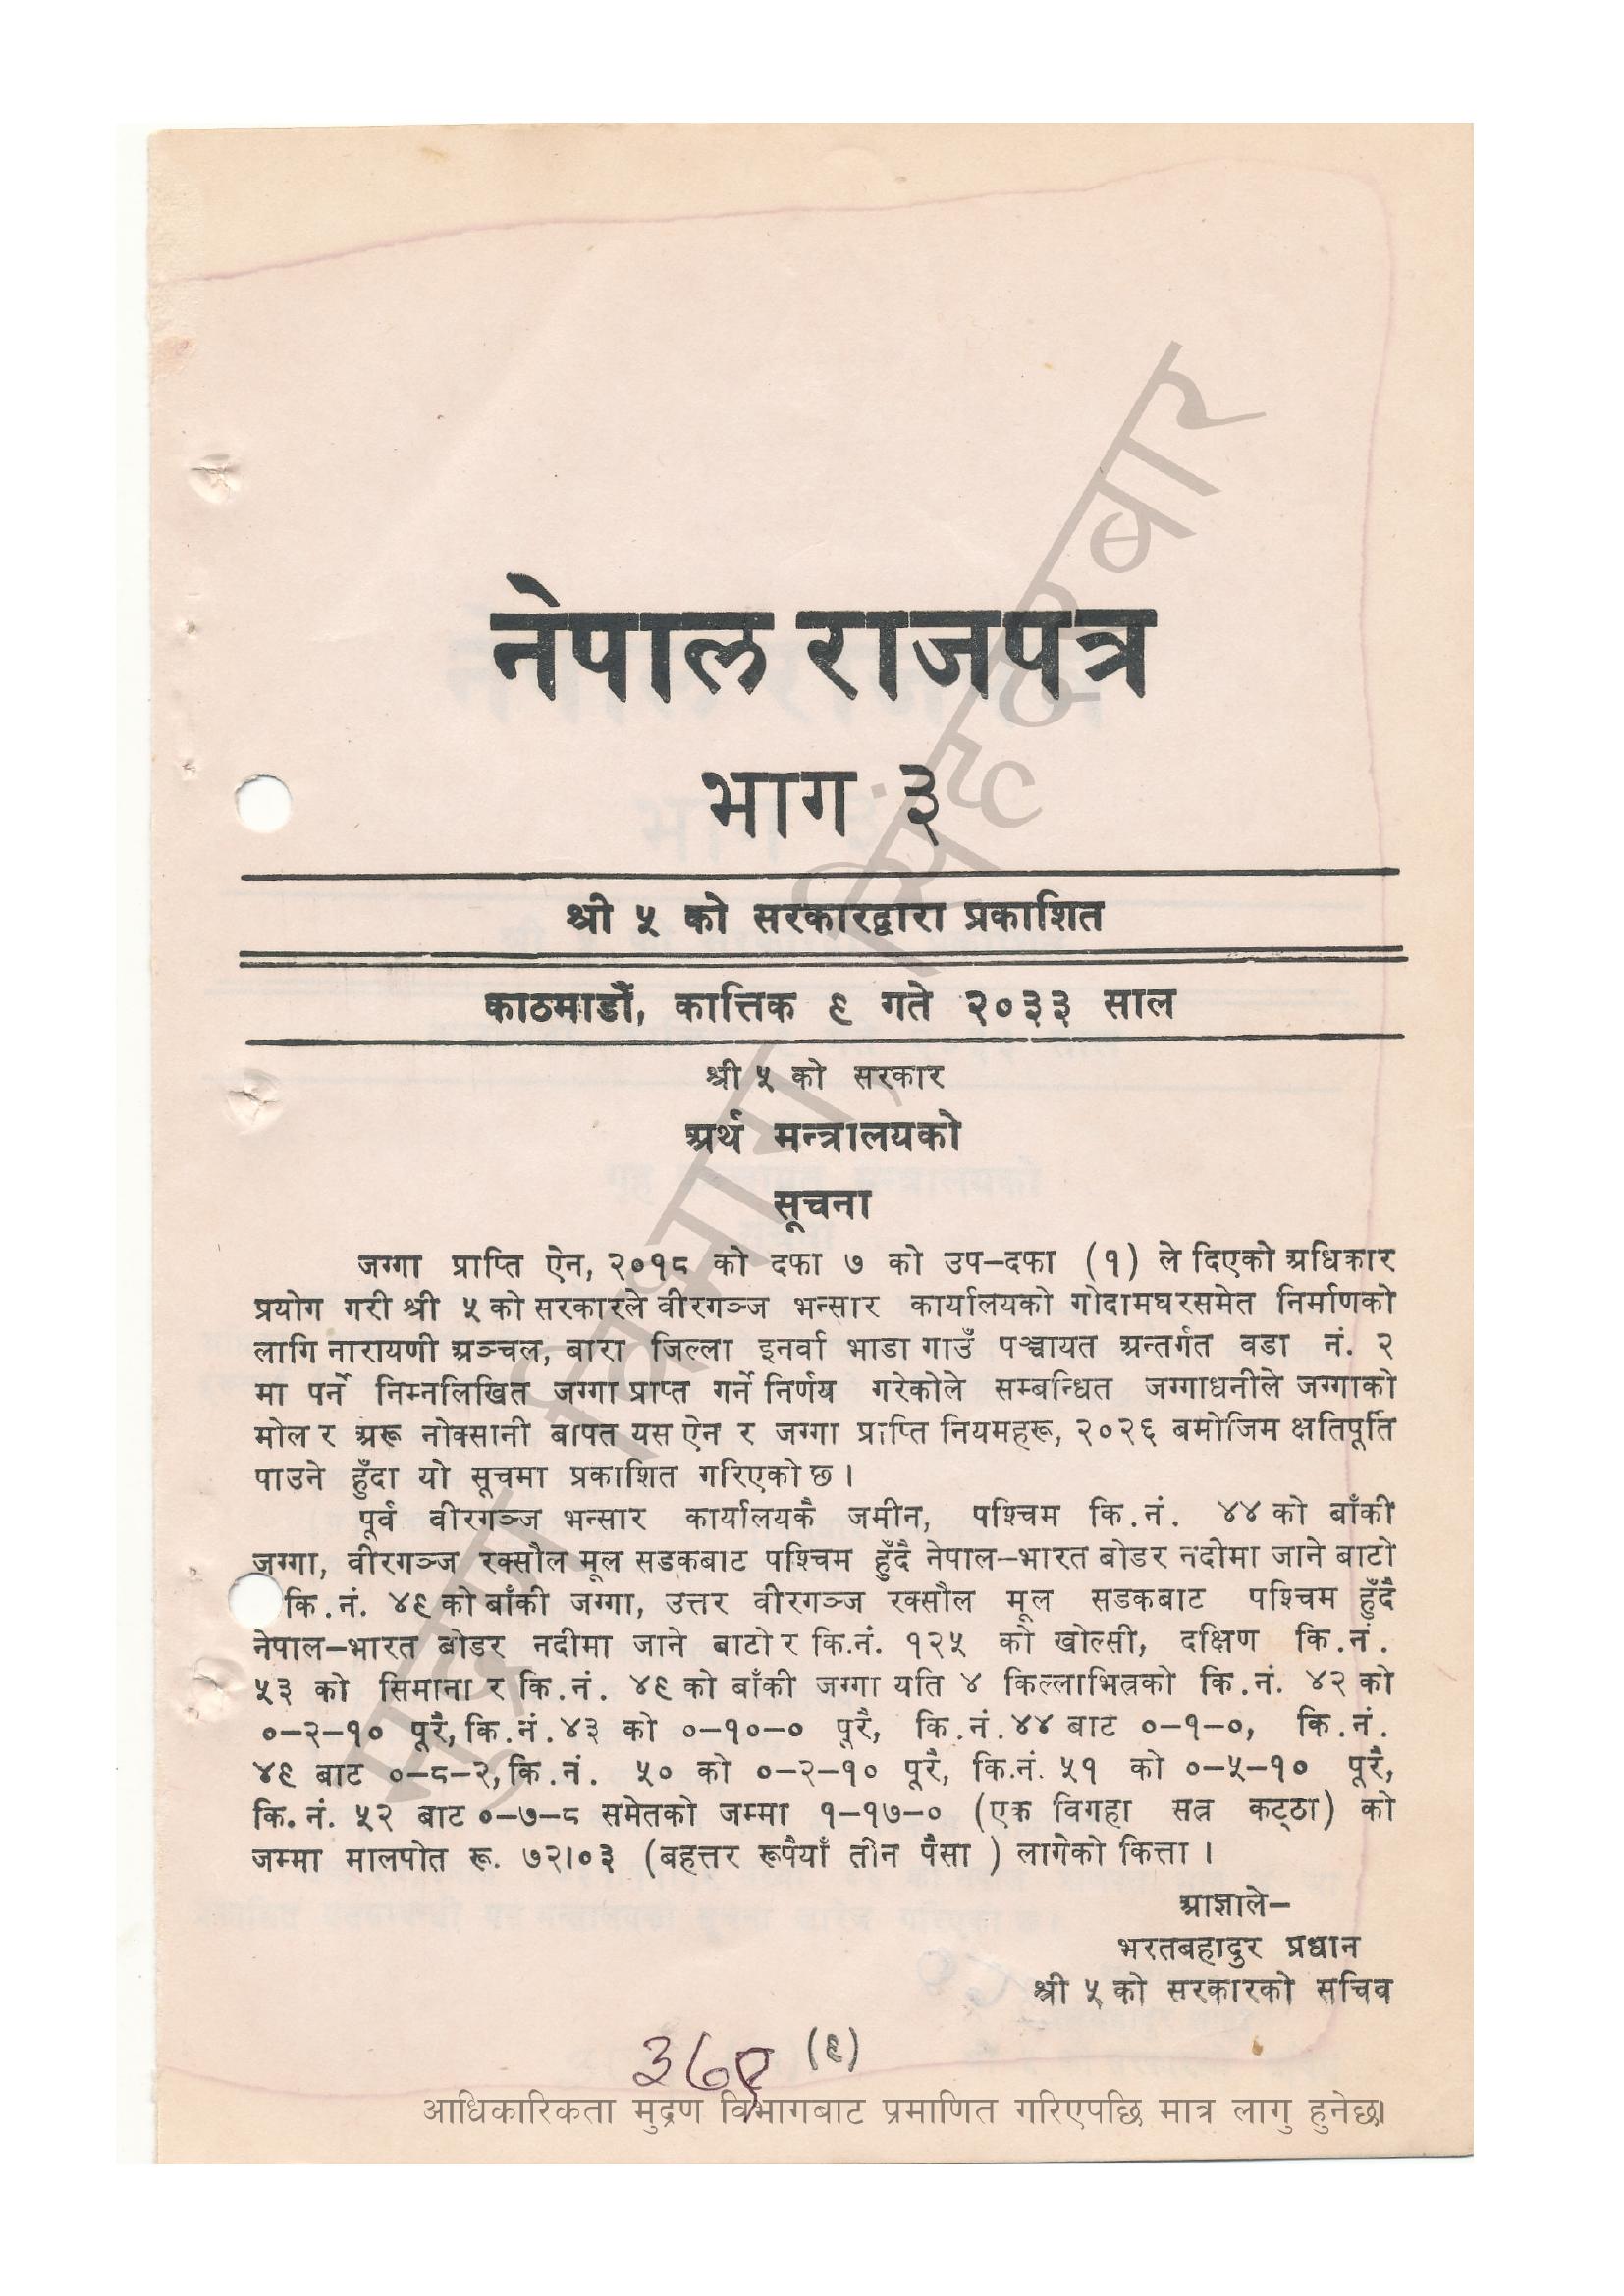 नेपाल राजपत्र
भाग ३
श्री ५ को सरकारद्वारा प्रकाशित
काठमाडौं, कात्तिक ९ गते २०३३ साल
श्री ५ को सरकार
अर्थ मन्त्रालयको
सूचना
जग्गा प्राप्ति ऐन, २०१८ को दफा ७ को उप-दफा (१) ले दिएको अधिकार
प्रयोग गरी श्री ५ को सरकारले वीरगञ्ज भन्सार कार्यालयको गोदामघरसमेत निर्माणको
लागि नारायणी अञ्चल, बारा जिल्ला इनर्वा भाडा गाउँ पञ्चायत अन्तर्गत वडा नं. २
मा पर्ने निम्नलिखित जग्गा प्राप्त गर्ने निर्णय गरेकोले सम्बन्धित जग्गाधनीले जग्गाको
मोल र अरू नोक्सानी बापत यस ऐन र जग्गा प्राप्ति नियमहरू, २०२६ बमोजिम क्षतिपूर्ति
पाउने हुँदा यो सूचमा प्रकाशित गरिएको छ ।
पूर्व वीरगञ्ज भन्सार कार्यालयकै जमीन, पश्चिम कि.नं. ४४ को बाँकी
जग्गा, वीरगञ्ज रक्सौल मूल सडकबाट पश्चिम हुँदै नेपाल-भारत बोडर नदोमा जाने बाटो
कि.नं. ४९ को बाँकी जग्गा, उत्तर वीरगञ्ज रक्सौल मूल सडकबाट पश्चिम हुँदै
नेपाल-भारत बोडर नदीमा जाने बाटो र कि.नं. १२५ को खोल्सी, दक्षिण कि.नं.
५३ को सिमाना र कि.नं. ४९ को बाँकी जग्गा यति ४ किल्लाभित्नको कि.नं. ४२ को
०-२-१० पूरै, कि.नं. ४३ को ०-१०-० पूरै, कि.नं. ४४ बाट ०-१-०, कि.नं.
४९ बाट ०-८-२, कि.नं. ५० को ०-२-१० पूरै, कि.नं. ५१ को ०-५-१० पूरै,
कि.नं. ५२ बाट ०-७-८ समेतको जम्मा १-१७-० (एक विगहा सत्न कट्ठा) को
जम्मा मालपोत रू. ७२।०३ (बहत्तर रूपैयाँ तीन पैसा ) लागेको कित्ता ।
आज्ञाले-
भरतबहादुर प्रधान
श्री ५ को सरकारको सचिव
(९)
आधिकारिकता मुद्रण विभागबाट प्रमाणित गरिएपछि मात्र लागु हुनेछ।